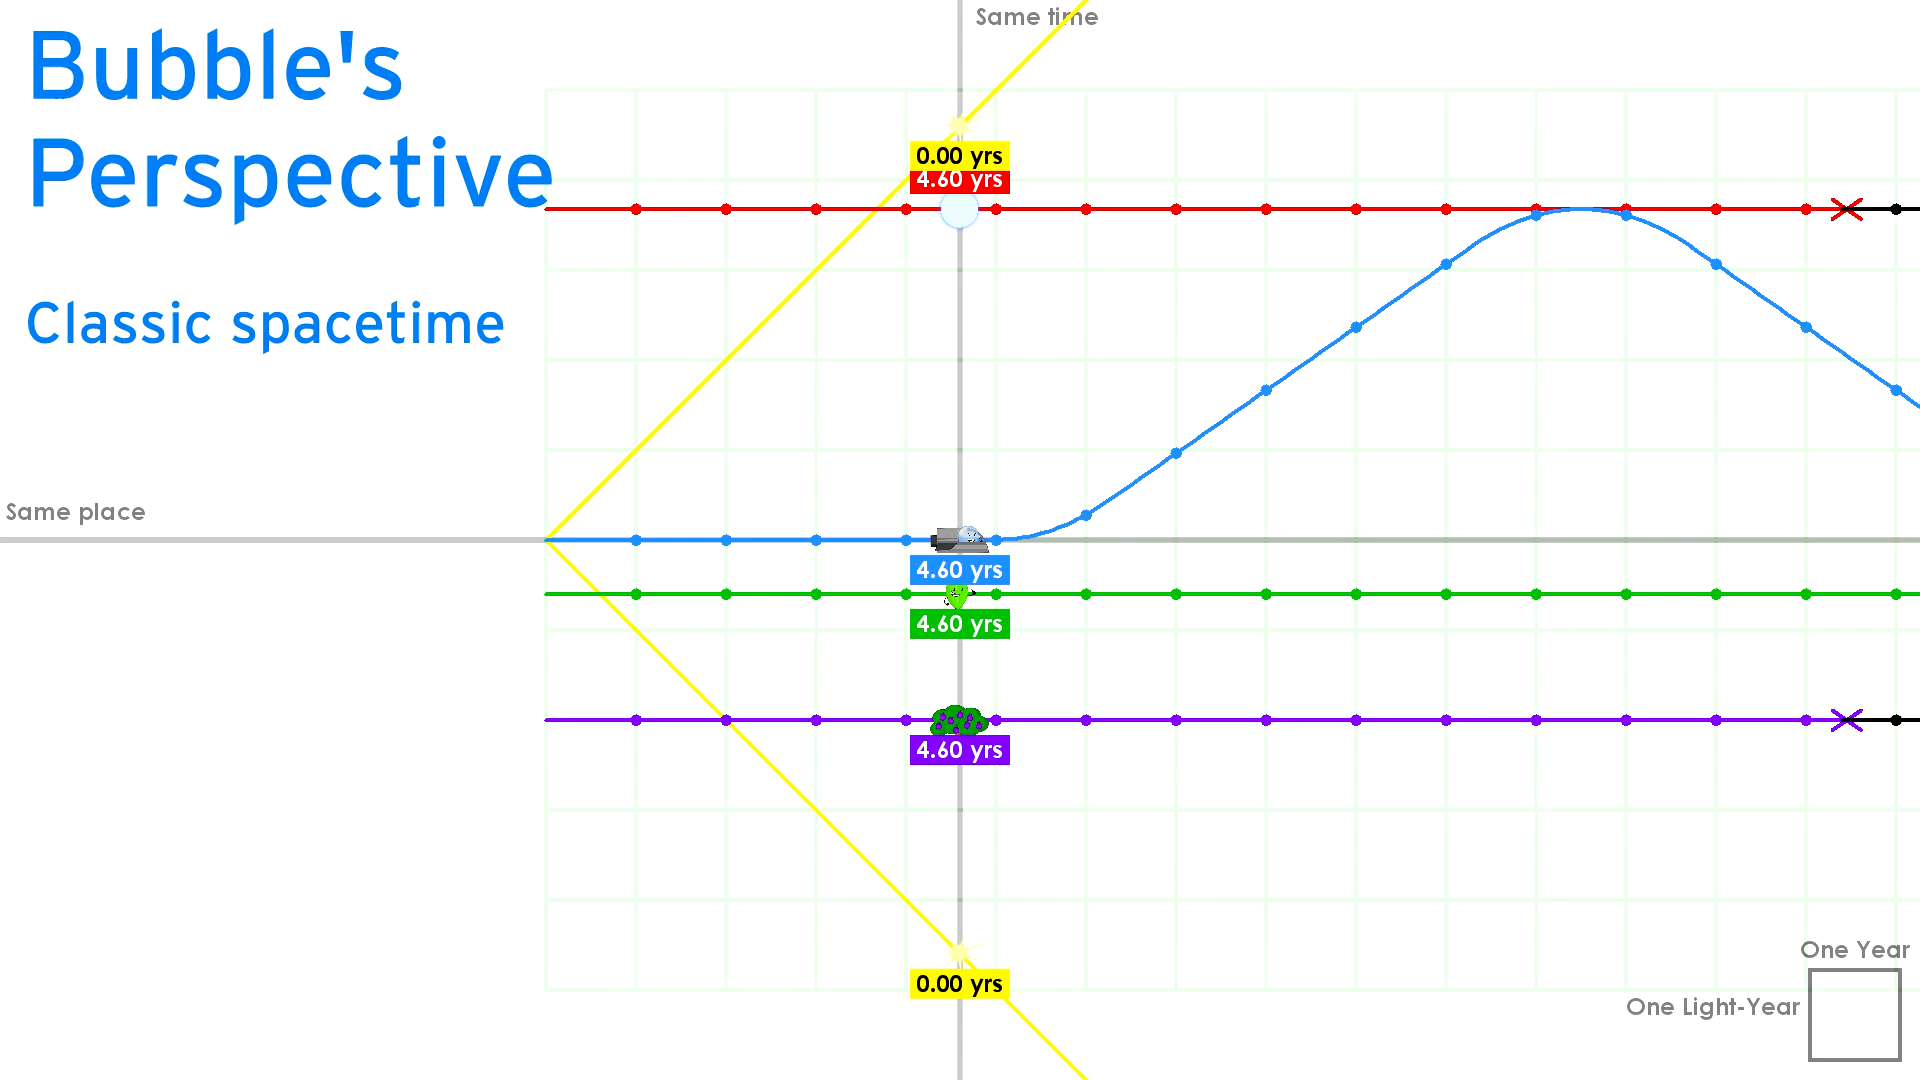 Bubble's
Perspective
Classic spacetime
Same time
0.00 yrs
4.60 yrs
Same place
4.60 yrs
4.60 yrs
4.60 yrs
0.00 yrs
One Year
One Light-Year